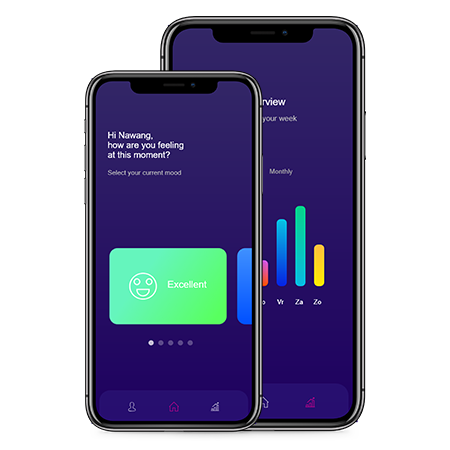 Hi Nawang,
how are you feeling
at this moment?
Select your current mood
Excellent
rview
your week
Monthly
o Vr Za Zo